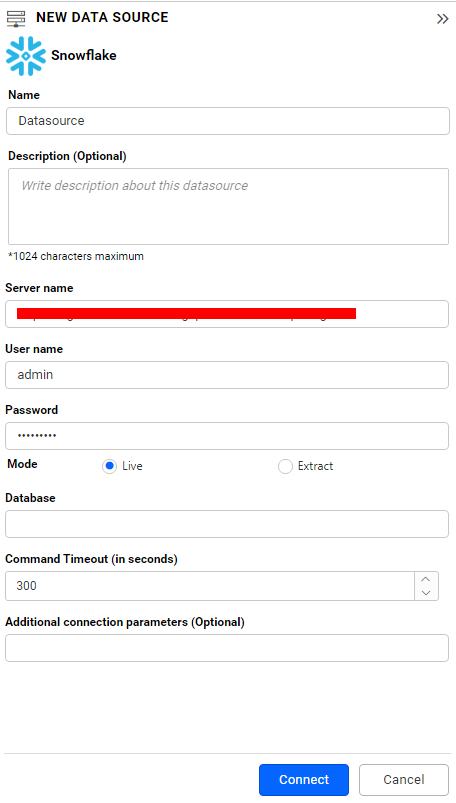 NEW DATA SOURCE
Snowflake
Name
Datasource
Description (Optional)
Write description about this datasource
*1024 characters maximum
Server name
User name
admin
Password
•••••••••
Mode
Live
Extract
Database
Command Timeout (in seconds)
300
Additional connection parameters (Optional)
Connect
Cancel